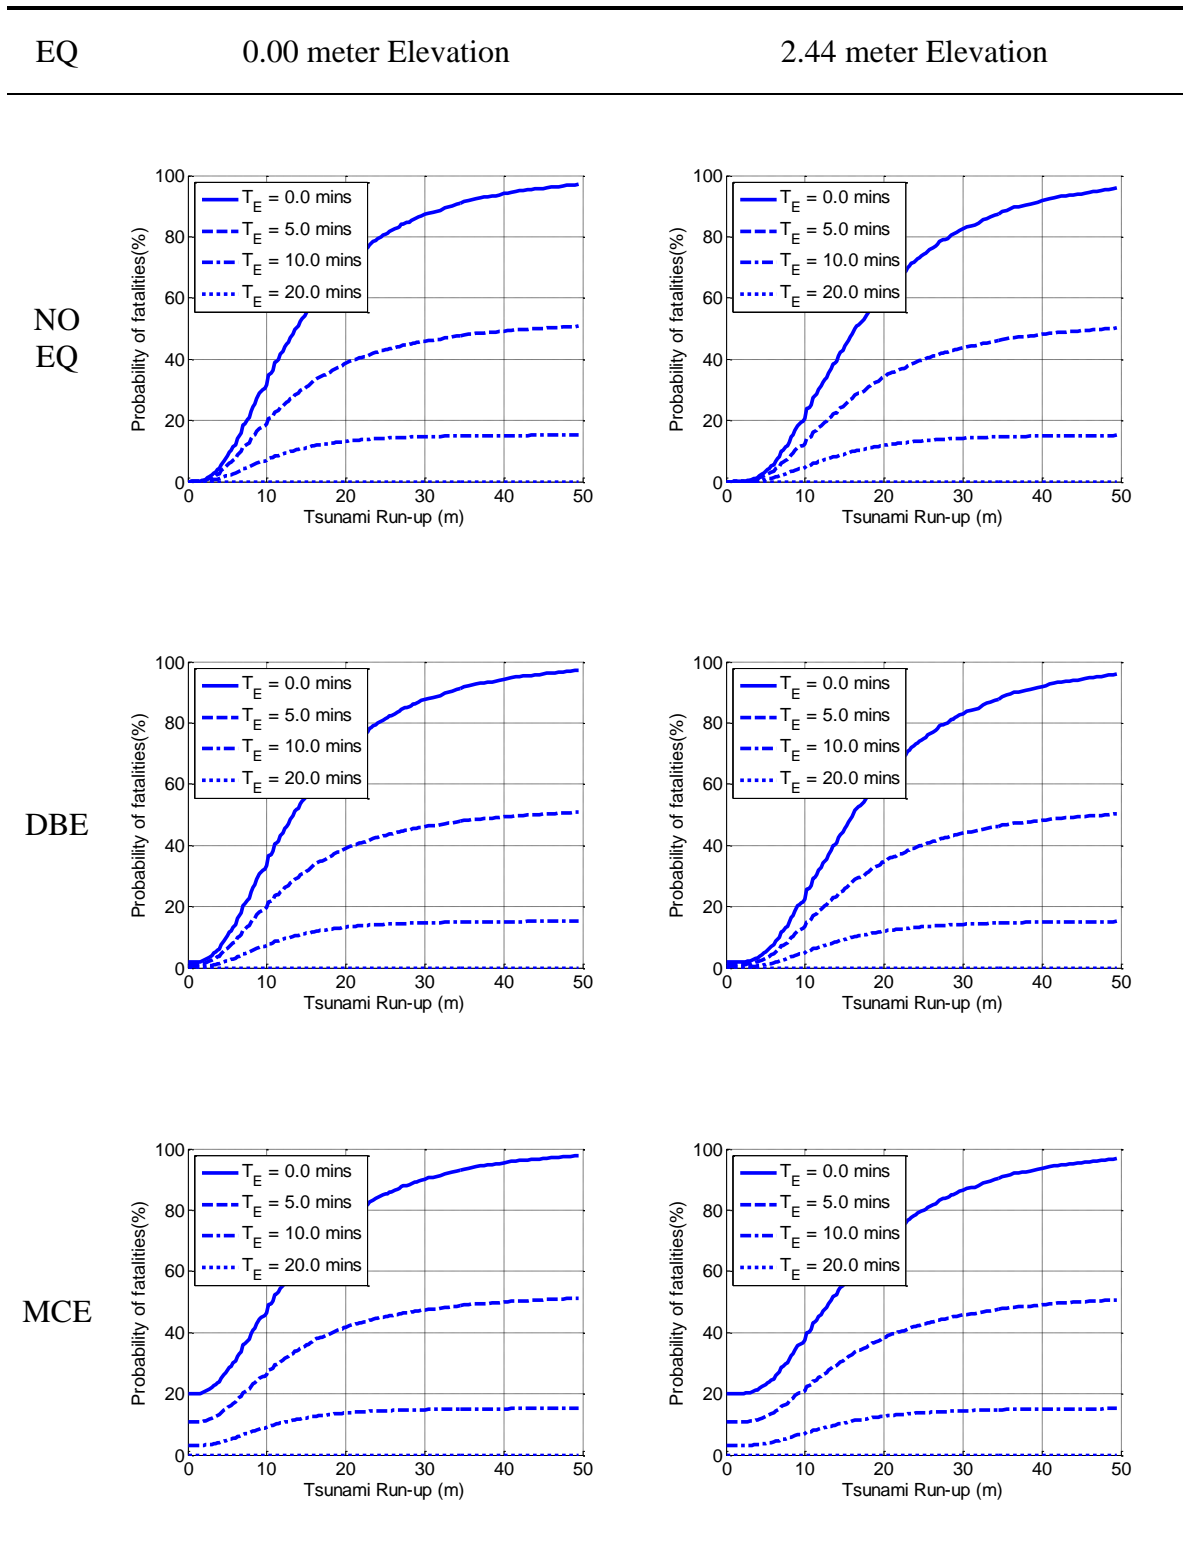 EQ 0.00 meter Elevation 2.44 meter Elevation
NO
EQ
100
80
60
40
20
0
0 10 20 30 40 50
Probability of fatalities(%)
Tsunami Run-up (m)
T_E = 0.0 mins
T_E = 5.0 mins
T_E = 10.0 mins
T_E = 20.0 mins
100
80
60
40
20
0
0 10 20 30 40 50
Probability of fatalities(%)
Tsunami Run-up (m)
T_E = 0.0 mins
T_E = 5.0 mins
T_E = 10.0 mins
T_E = 20.0 mins
DBE
100
80
60
40
20
0
0 10 20 30 40 50
Probability of fatalities(%)
Tsunami Run-up (m)
T_E = 0.0 mins
T_E = 5.0 mins
T_E = 10.0 mins
T_E = 20.0 mins
100
80
60
40
20
0
0 10 20 30 40 50
Probability of fatalities(%)
Tsunami Run-up (m)
T_E = 0.0 mins
T_E = 5.0 mins
T_E = 10.0 mins
T_E = 20.0 mins
MCE
100
80
60
40
20
0
0 10 20 30 40 50
Probability of fatalities(%)
Tsunami Run-up (m)
T_E = 0.0 mins
T_E = 5.0 mins
T_E = 10.0 mins
T_E = 20.0 mins
100
80
60
40
20
0
0 10 20 30 40 50
Probability of fatalities(%)
Tsunami Run-up (m)
T_E = 0.0 mins
T_E = 5.0 mins
T_E = 10.0 mins
T_E = 20.0 mins